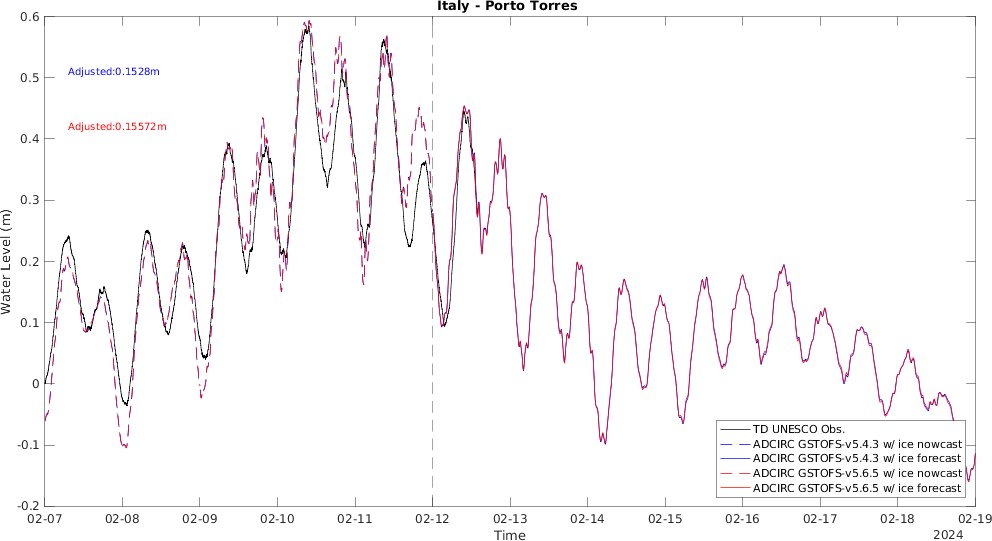 Italy - Porto Torres
0.6
0.5
0.4
0.3
0.2
0.1
0
-0.1
-0.2
Water Level (m)
Adjusted:0.1528m
Adjusted:0.15572m
TD UNESCO Obs.
ADCIRC GSTOFS-v5.4.3 w/ ice nowcast
ADCIRC GSTOFS-v5.4.3 w/ ice forecast
ADCIRC GSTOFS-v5.6.5 w/ ice nowcast
ADCIRC GSTOFS-v5.6.5 w/ ice forecast
02-07 02-08 02-09 02-10 02-11 02-12 02-13 02-14 02-15 02-16 02-17 02-18 02-19
Time
2024